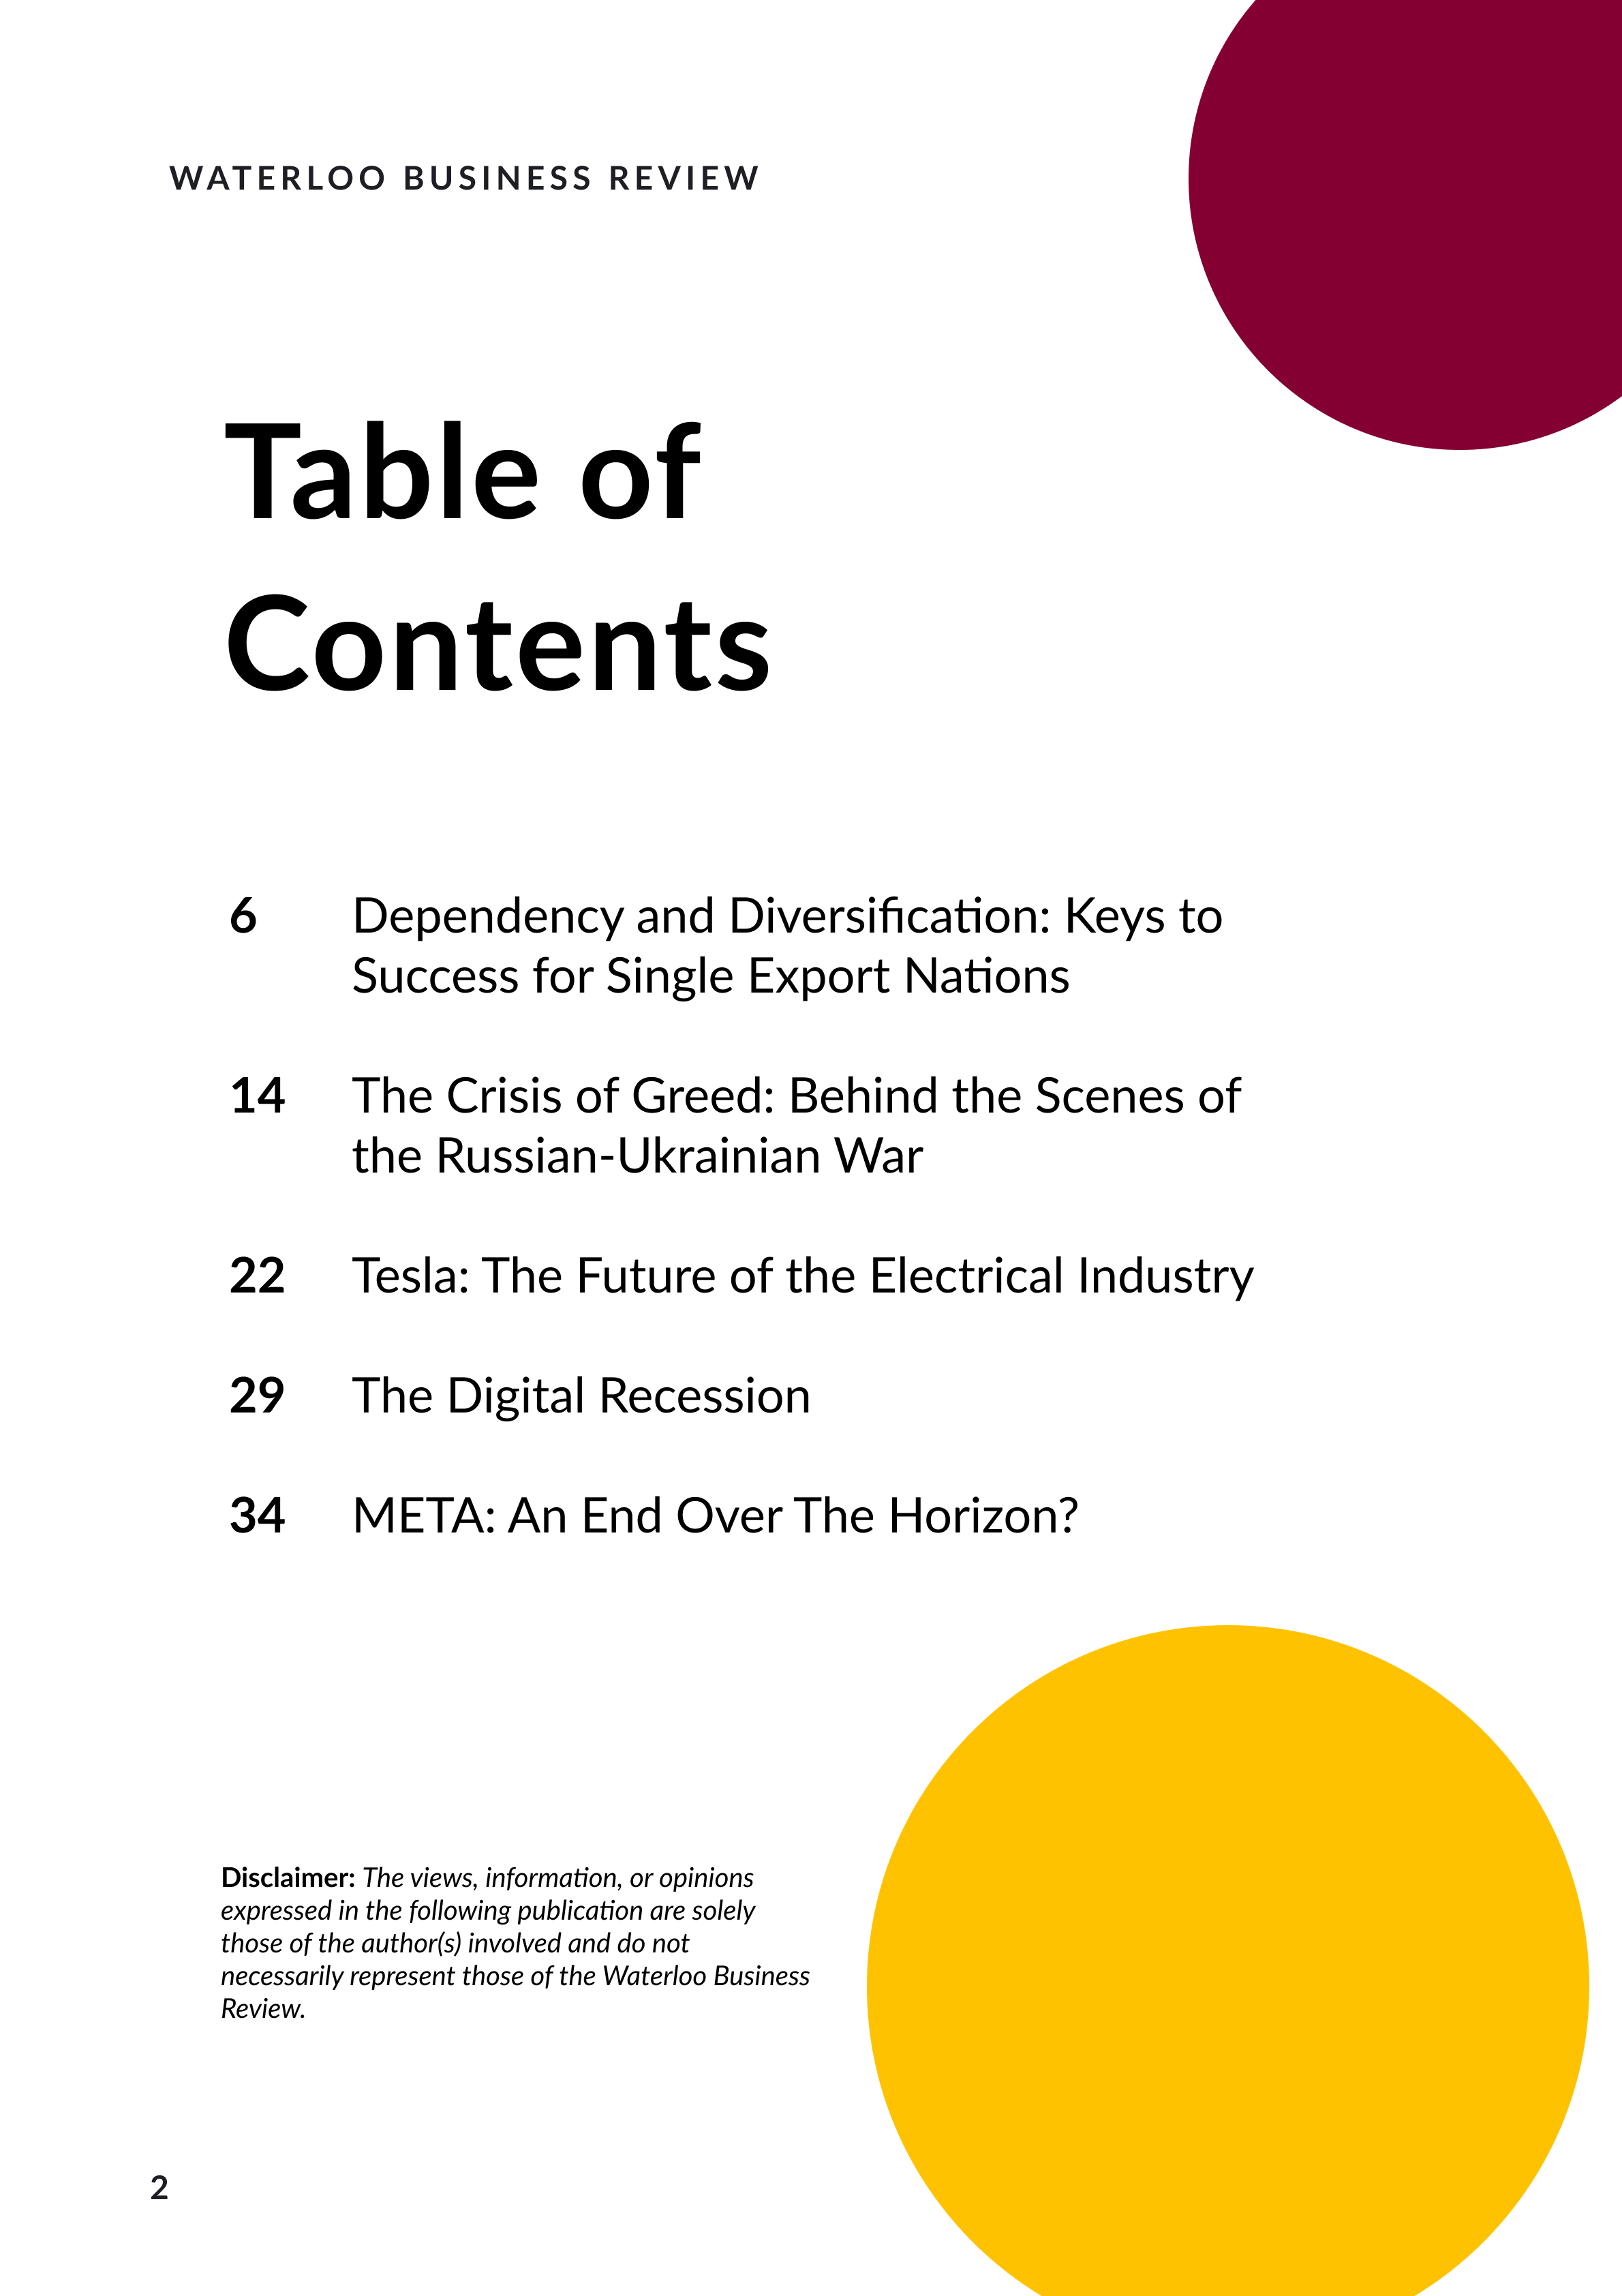 WATERLOO BUSINESS REVIEW
Table of
Contents
6 Dependency and Diversification: Keys to
Success for Single Export Nations
14 The Crisis of Greed: Behind the Scenes of
the Russian-Ukrainian War
22 Tesla: The Future of the Electrical Industry
29 The Digital Recession
34 META: An End Over The Horizon?
Disclaimer: The views, information, or opinions
expressed in the following publication are solely
those of the author(s) involved and do not
necessarily represent those of the Waterloo Business
Review.
2